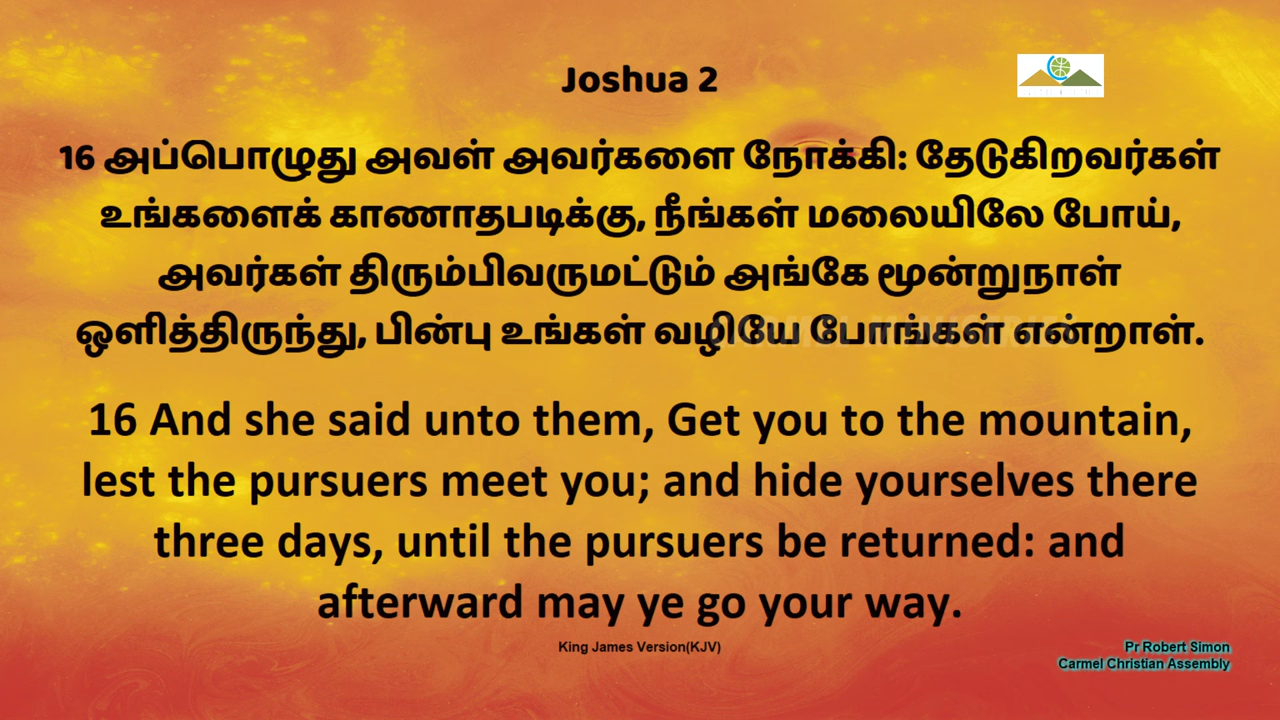 Joshua 2
16 அப்பொழுது அவள் அவர்களை நோக்கி: தேடுகிறவர்கள்
உங்களைக் காணாதபடிக்கு, நீங்கள் மலையிலே போய்,
அவர்கள் திரும்பிவருமட்டும் அங்கே மூன்றுநாள்
ஒளித்திருந்து, பின்பு உங்கள் வழியே போங்கள் என்றாள்.
16 And she said unto them, Get you to the mountain,
lest the pursuers meet you; and hide yourselves there
three days, until the pursuers be returned: and
afterward may ye go your way.
King James Version(KJV)
Pr Robert Simon
Carmel Christian Assembly